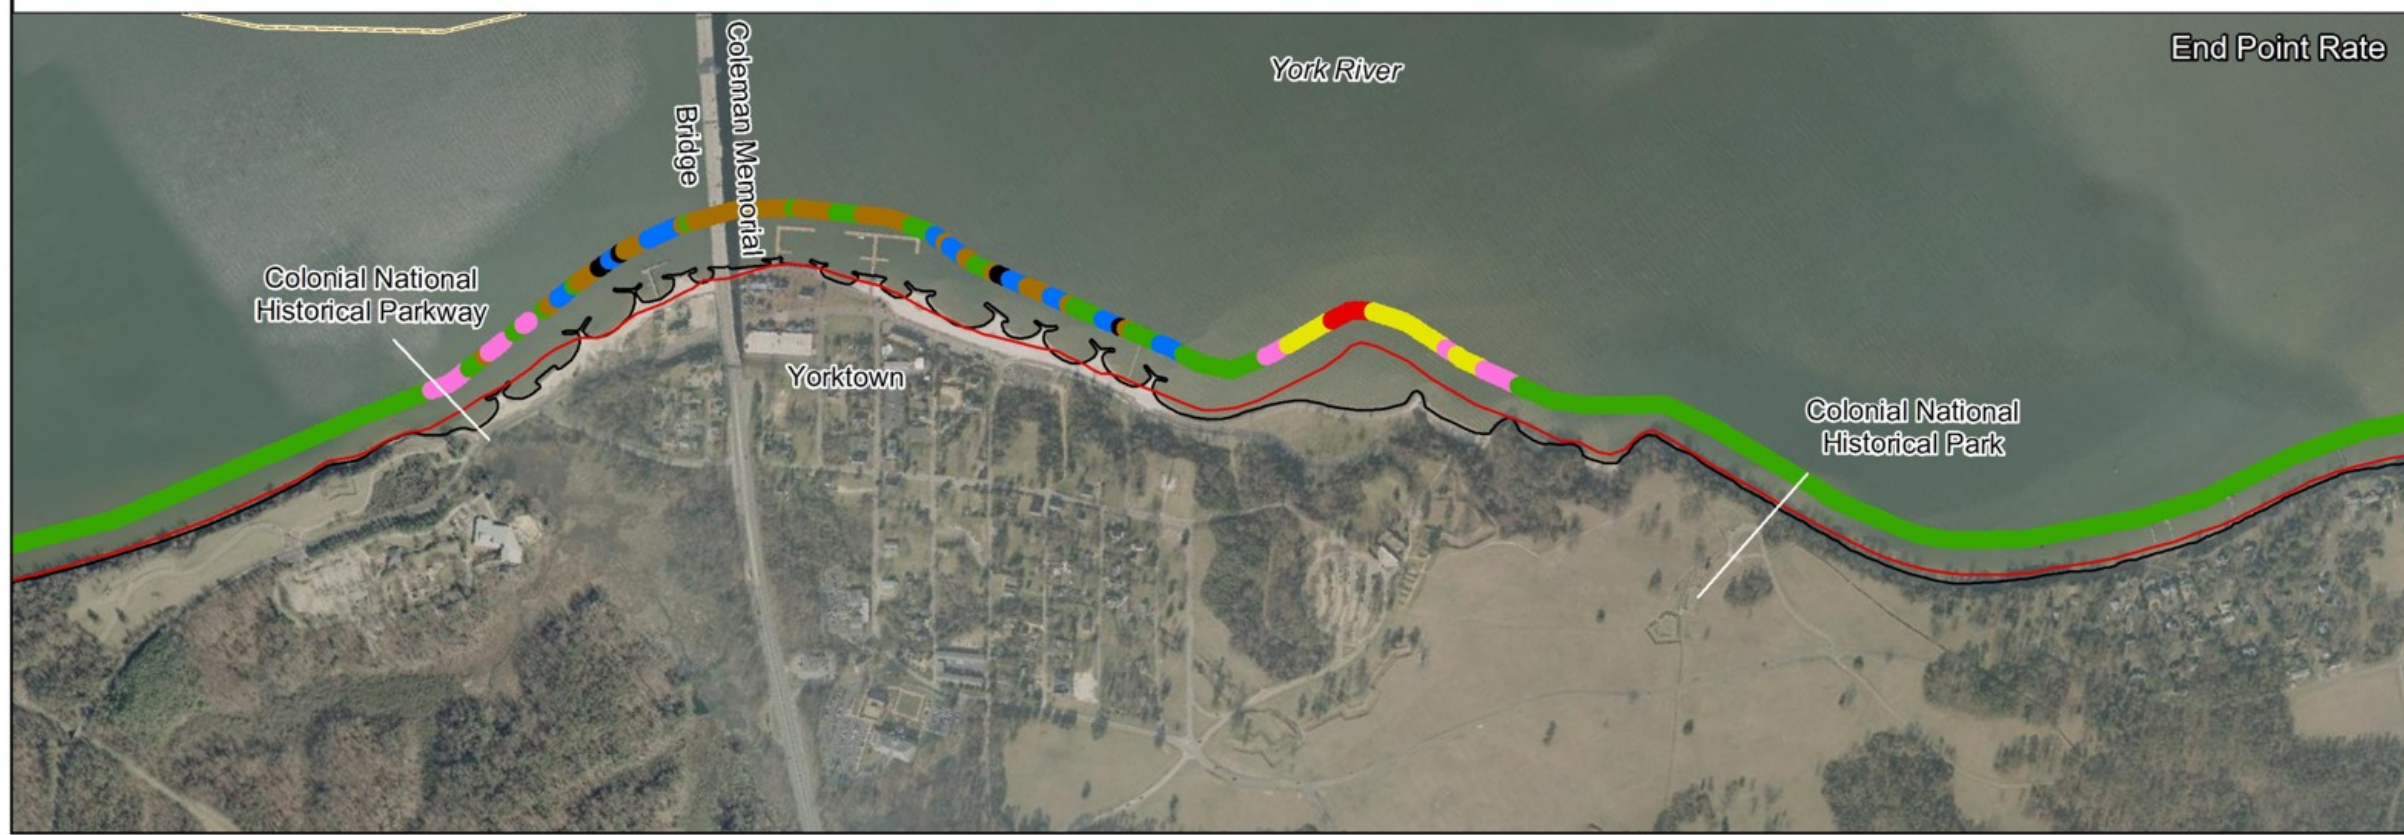 End Point Rate
York River
Coleman Memorial
Bridge
Colonial National
Historical Parkway
Yorktown
Colonial National
Historical Park